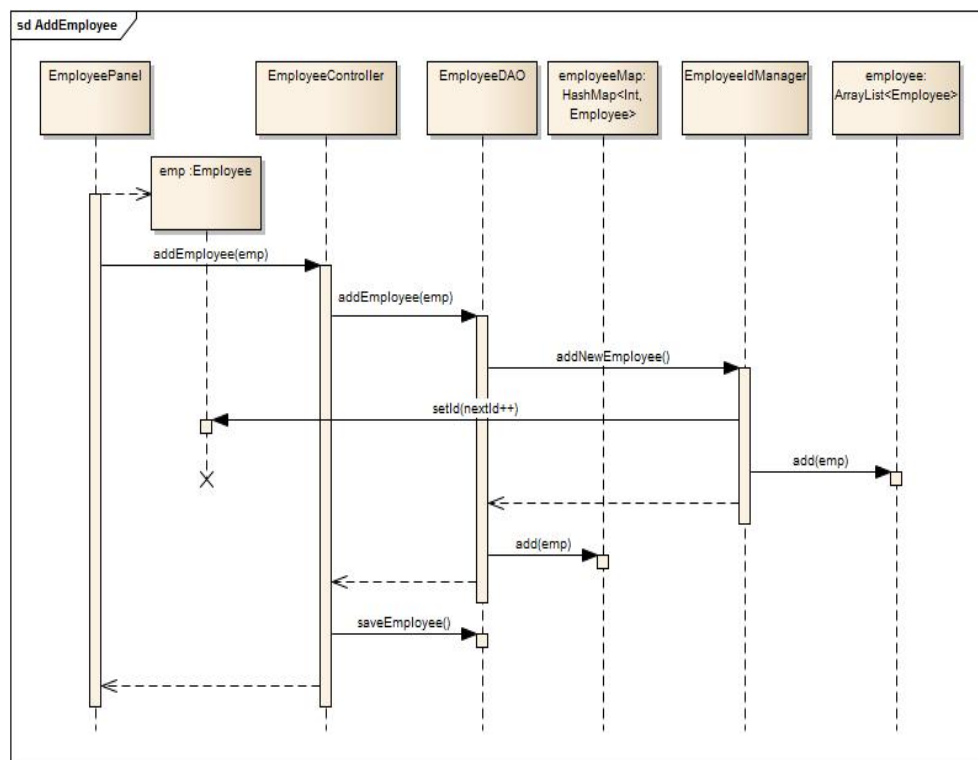 sd AddEmployee
EmployeePanel
EmployeeController
EmployeeDAO
employeeMap:
HashMap<Int,
Employee>
EmployeeIdManager
employee:
ArrayList<Employee>
emp :Employee
addEmployee(emp)
addEmployee(emp)
addNewEmployee()
setId(nextId++)
add(emp)
add(emp)
saveEmployee()